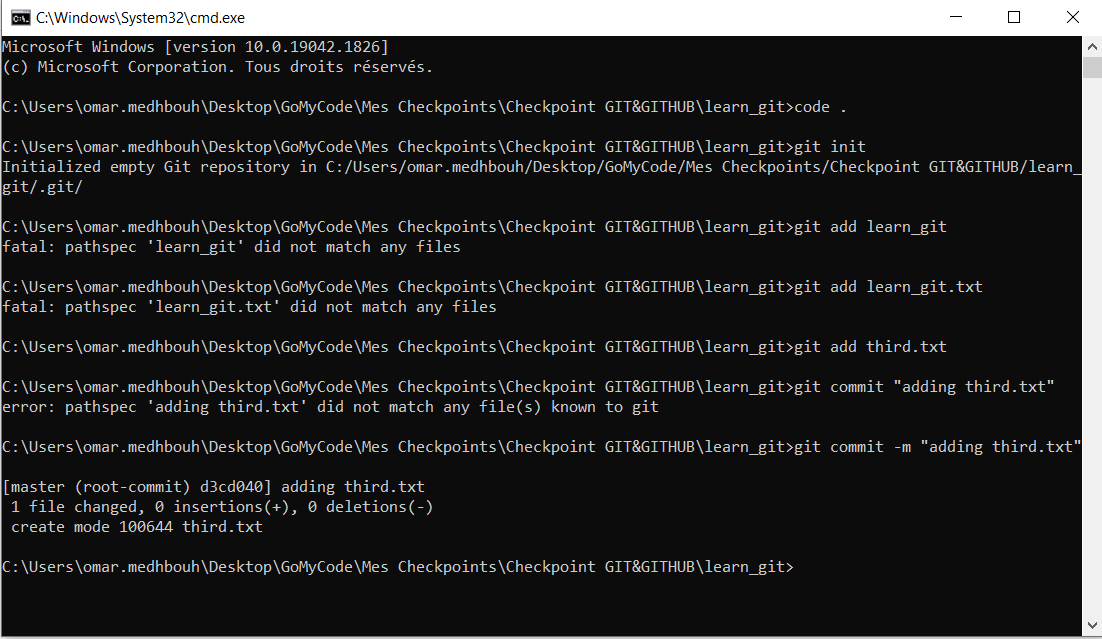 C:\Windows\System32\cmd.exe
Microsoft Windows [version 10.0.19042.1826]
(c) Microsoft Corporation. Tous droits réservés.
C:\Users\omar.medhbouh\Desktop\GoMyCode\Mes Checkpoints\Checkpoint GIT&GITHUB\learn_git>code .
C:\Users\omar.medhbouh\Desktop\GoMyCode\Mes Checkpoints\Checkpoint GIT&GITHUB\learn_git>git init
Initialized empty Git repository in C:/Users/omar.medhbouh/Desktop/GoMyCode/Mes Checkpoints/Checkpoint GIT&GITHUB/learn_
git/.git/
C:\Users\omar.medhbouh\Desktop\GoMyCode\Mes Checkpoints\Checkpoint GIT&GITHUB\learn_git>git add learn_git
fatal: pathspec 'learn_git' did not match any files
C:\Users\omar.medhbouh\Desktop\GoMyCode\Mes Checkpoints\Checkpoint GIT&GITHUB\learn_git>git add learn_git.txt
fatal: pathspec 'learn_git.txt' did not match any files
C:\Users\omar.medhbouh\Desktop\GoMyCode\Mes Checkpoints\Checkpoint GIT&GITHUB\learn_git>git add third.txt
C:\Users\omar.medhbouh\Desktop\GoMyCode\Mes Checkpoints\Checkpoint GIT&GITHUB\learn_git>git commit "adding third.txt"
error: pathspec 'adding third.txt' did not match any file(s) known to git
C:\Users\omar.medhbouh\Desktop\GoMyCode\Mes Checkpoints\Checkpoint GIT&GITHUB\learn_git>git commit -m "adding third.txt"
[master (root-commit) d3cd040] adding third.txt
 1 file changed, 0 insertions(+), 0 deletions(-)
 create mode 100644 third.txt
C:\Users\omar.medhbouh\Desktop\GoMyCode\Mes Checkpoints\Checkpoint GIT&GITHUB\learn_git>